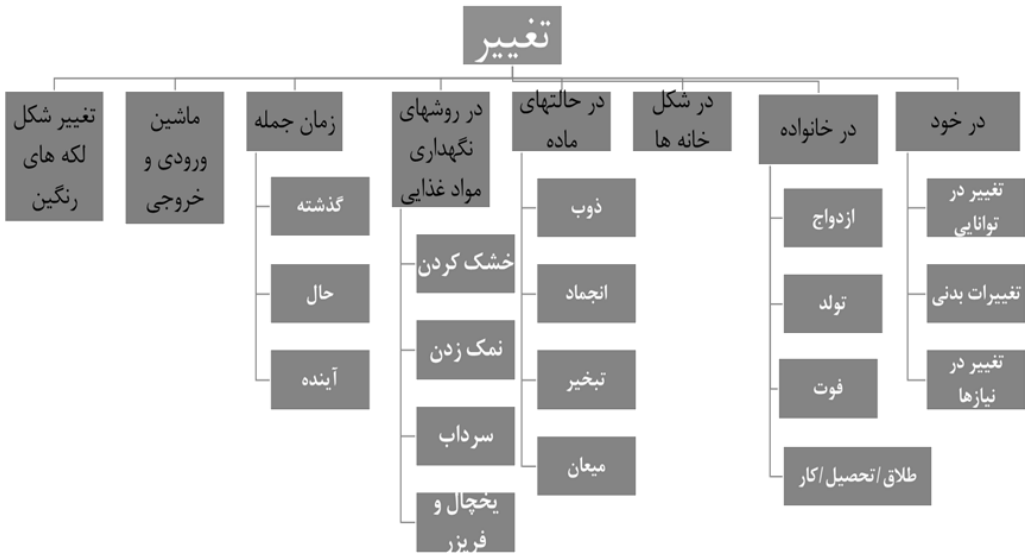 تغییر
در خود
تغییر در
توانایی
تغییرات بدنی
تغییر در
نیازها
در خانواده
ازدواج
تولد
فوت
طلاق/تحصیل/کار
در شکل
خانه ها
در حالتهای
ماده
ذوب
انجماد
تبخیر
میعان
در روشهای
نگهداری
مواد غذایی
خشک کردن
نمک زدن
سرداب
یخچال و
فریزر
زمان جمله
گذشته
حال
آینده
ماشین
ورودی و
خروجی
تغییر شکل
لکه های
رنگین